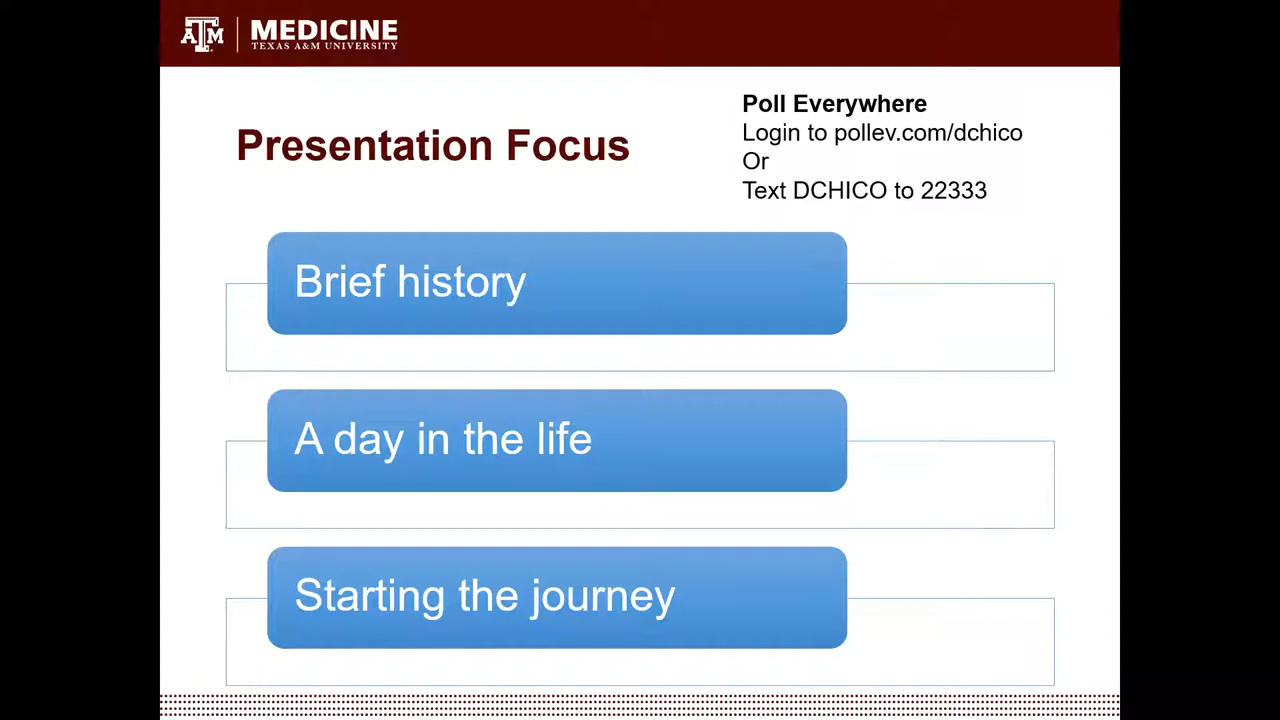 ATM
MEDICINE
TEXAS A&M UNIVERSITY
Presentation Focus
Poll Everywhere
Login to pollev.com/dchico
Or
Text DCHICO to 22333
Brief history
A day in the life
Starting the journey